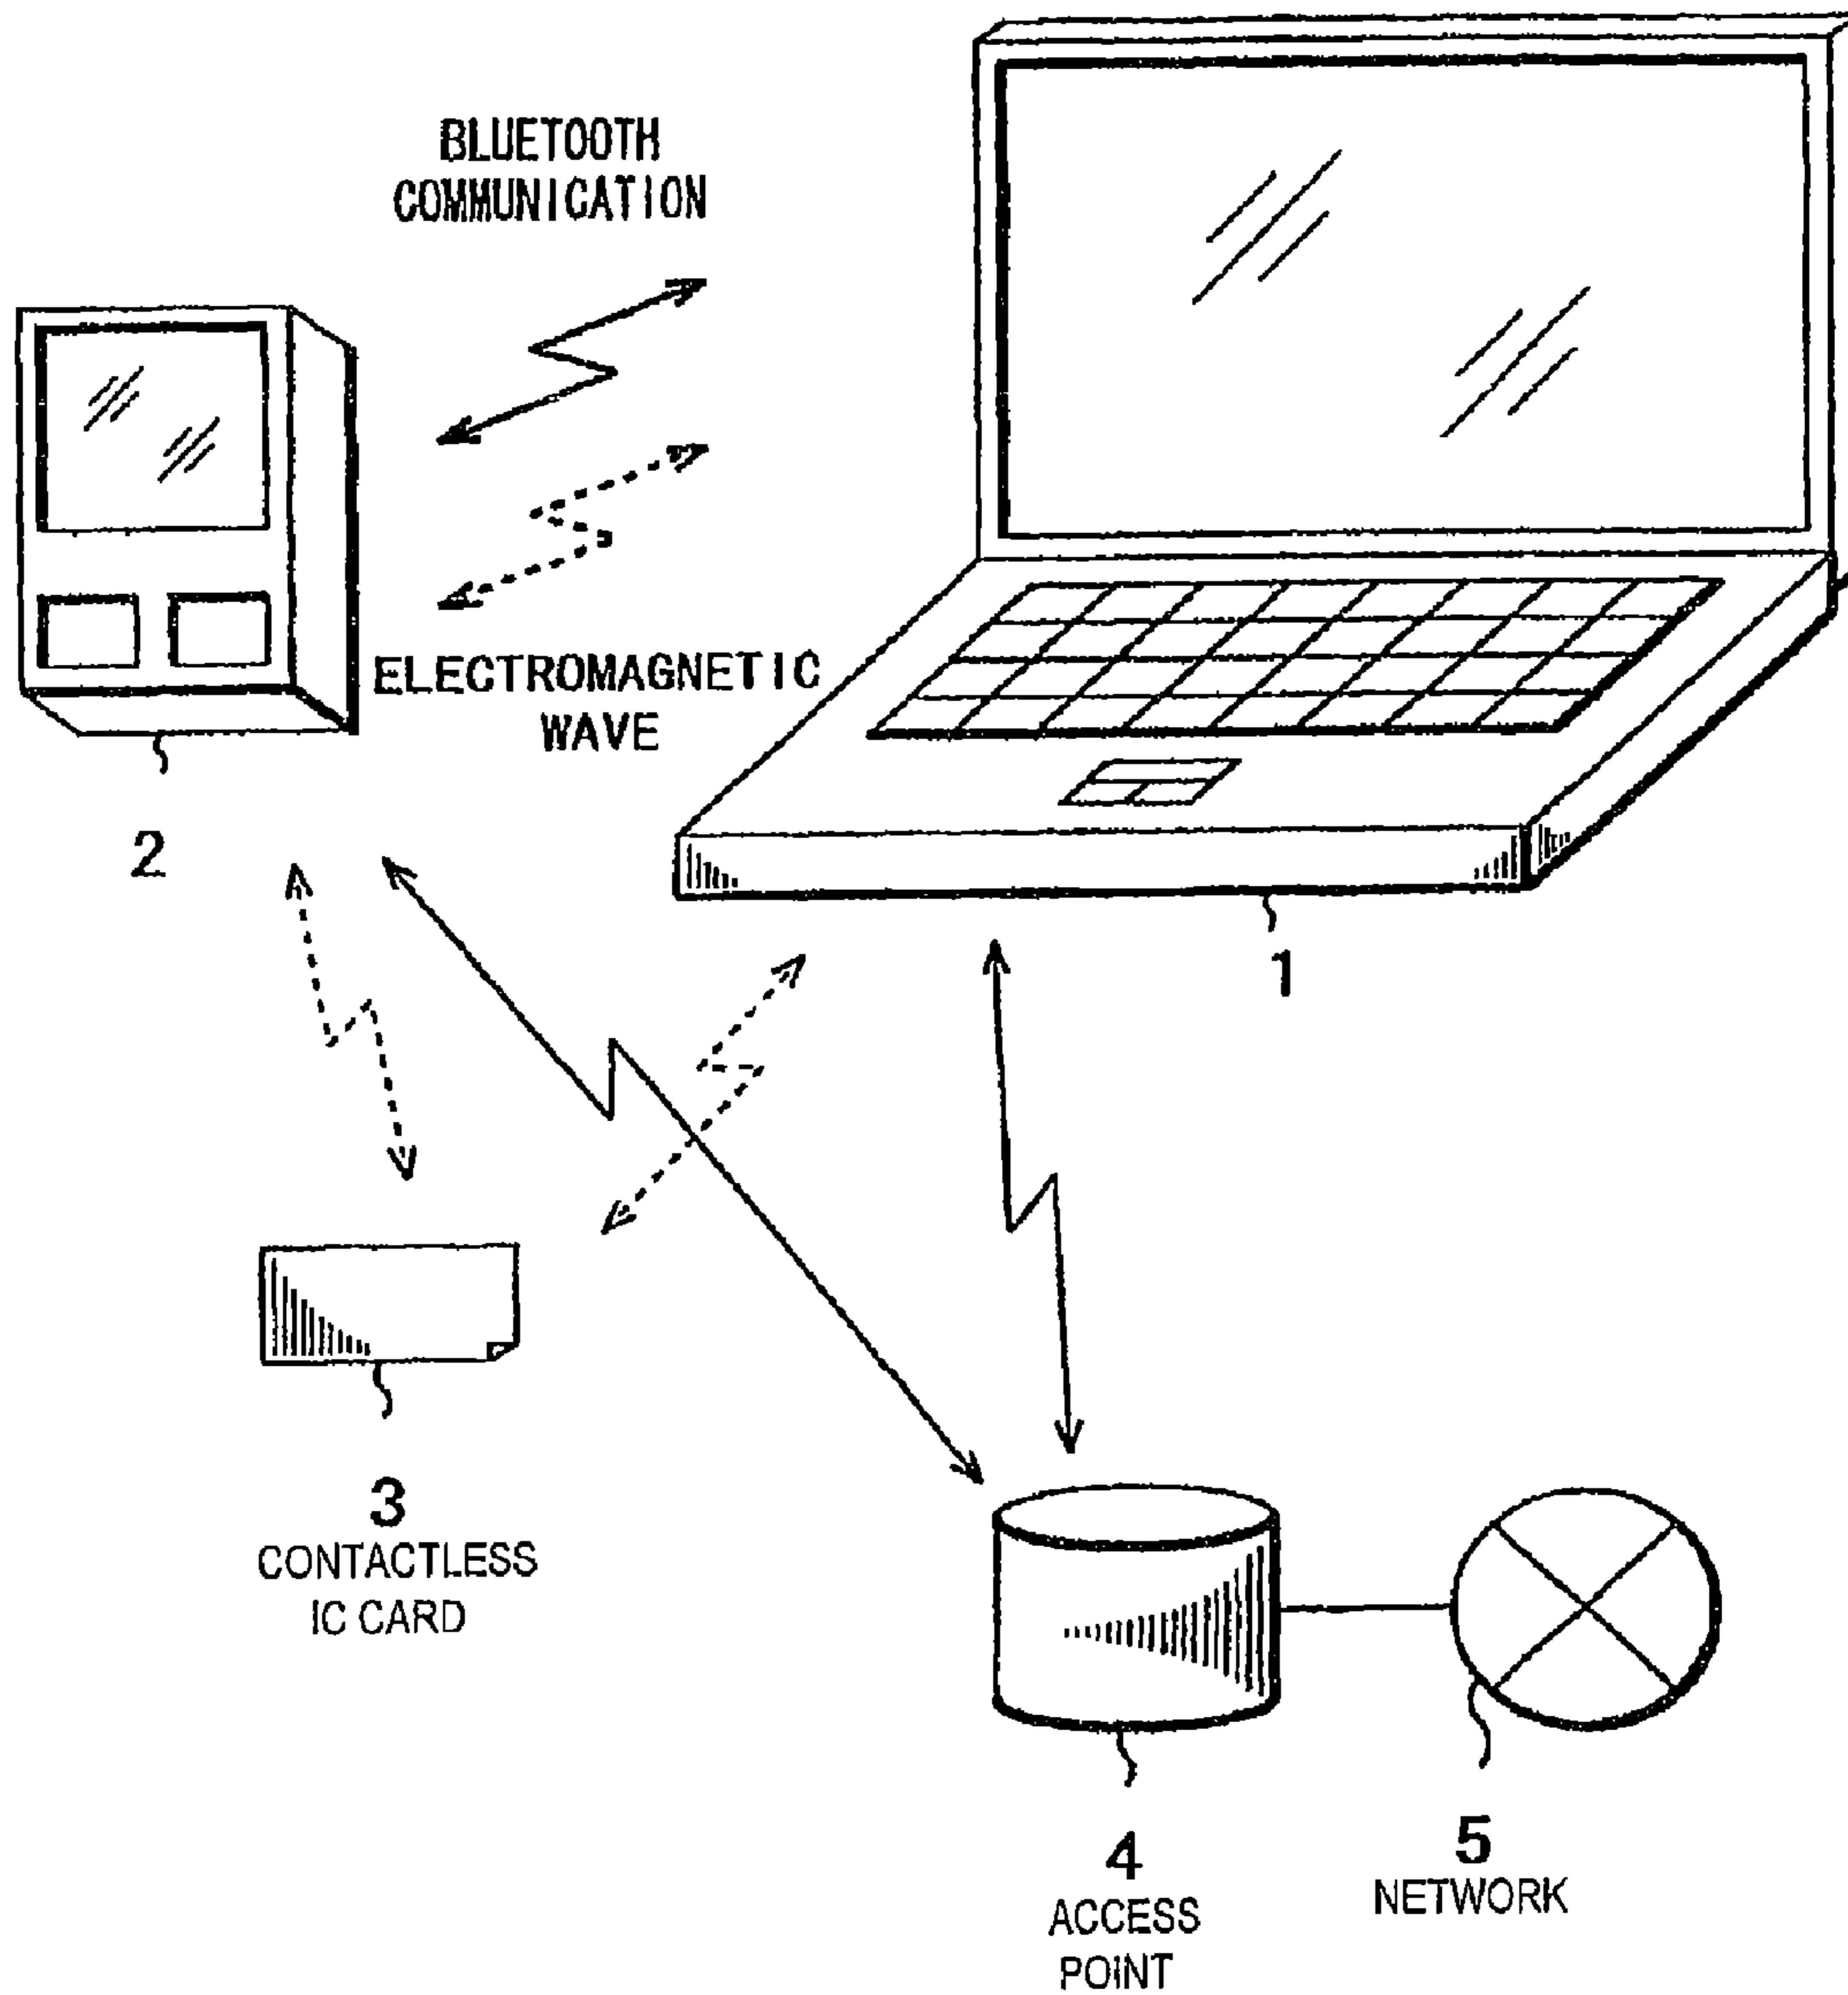 BLUETOOTH
COMMUNICATION
ELECTROMAGNETIC
WAVE
2
1
3
CONTACTLESS
IC CARD
4
ACCESS
POINT
5
NETWORK